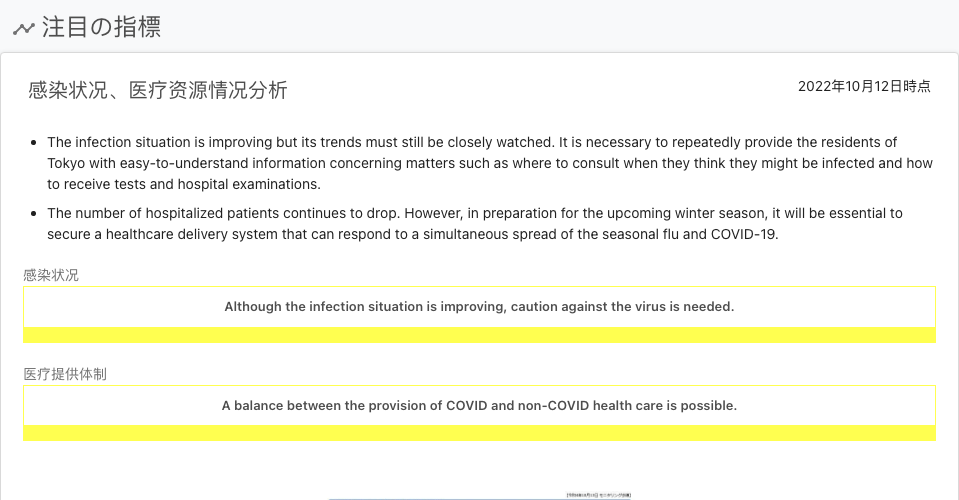 注目の指標
感染状况、医疗资源情况分析
2022年10月12日時点
The infection situation is improving but its trends must still be closely watched. It is necessary to repeatedly provide the residents of
Tokyo with easy-to-understand information concerning matters such as where to consult when they think they might be infected and how
to receive tests and hospital examinations.
The number of hospitalized patients continues to drop. However, in preparation for the upcoming winter season, it will be essential to
secure a healthcare delivery system that can respond to a simultaneous spread of the seasonal flu and COVID-19.
感染状况
Although the infection situation is improving, caution against the virus is needed.
医疗提供体制
A balance between the provision of COVID and non-COVID health care is possible.